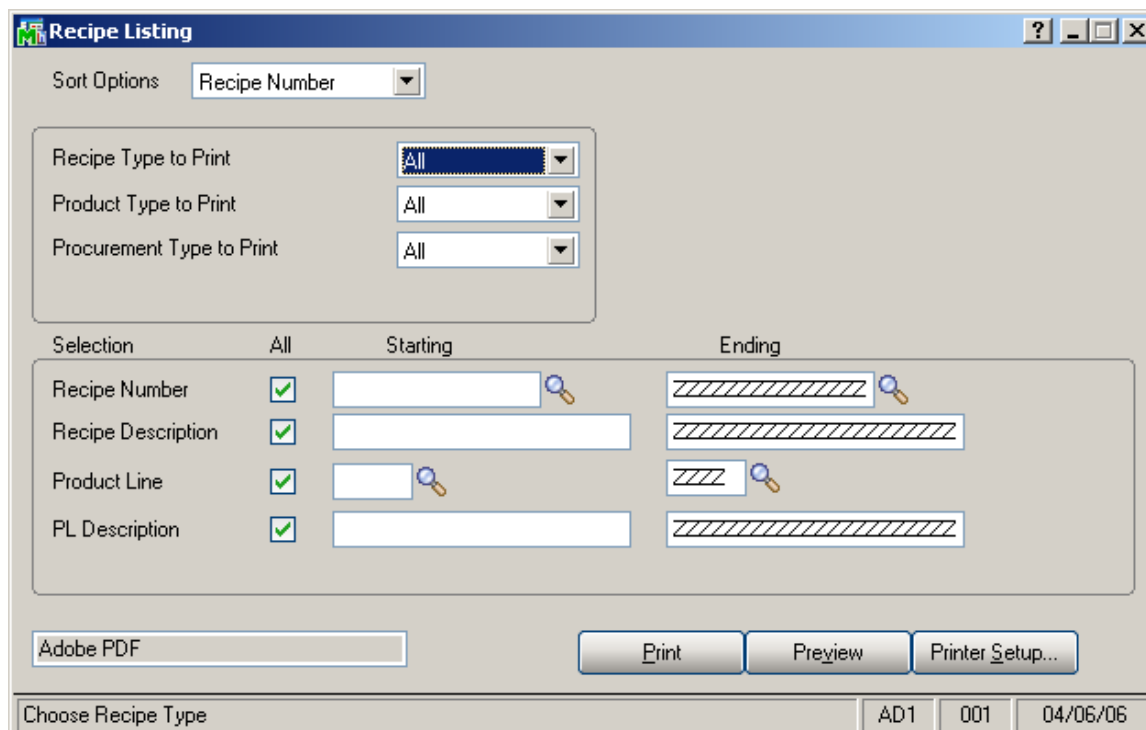 Recipe Listing
Sort Options Recipe Number
Recipe Type to Print All
Product Type to Print All
Procurement Type to Print All
Selection All Starting Ending
Recipe Number ZZZZZZZZZZZZZZZ
Recipe Description ZZZZZZZZZZZZZZZZZZZZZZ
Product Line ZZZZ
PL Description ZZZZZZZZZZZZZZZZZZZZZZ
Adobe PDF Print Preview Printer Setup...
Choose Recipe Type AD1 001 04/06/06